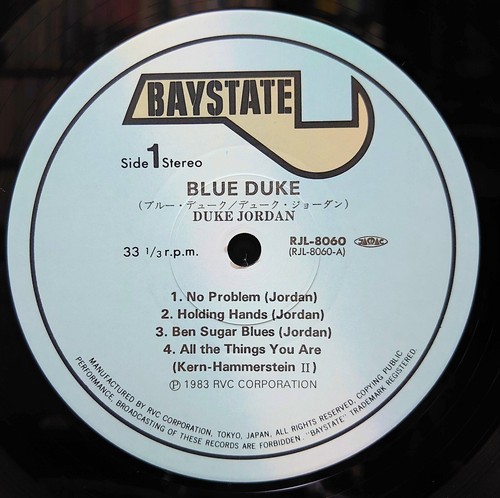 BAYSTATE
Side 1 Stereo
BLUE DUKE
(ブルー・デューク/デューク・ジョーダン)
DUKE JORDAN
33 1/3 r.p.m.
RJL-8060 JASRAC
(RJL-8060-A)
1. No Problem (Jordan)
2. Holding Hands (Jordan)
3. Ben Sugar Blues (Jordan)
4. All the Things You Are
(Kern-Hammerstein II)
Ⓟ 1983 RVC CORPORATION
MANUFACTURED BY RVC CORPORATION, TOKYO, JAPAN, ALL RIGHTS RESERVED, COPYING PUBLIC
PERFORMANCE, BROADCASTING OF THESE RECORDS ARE FORBIDDEN. "BAYSTATE" TRADEMARK REGISTERED.